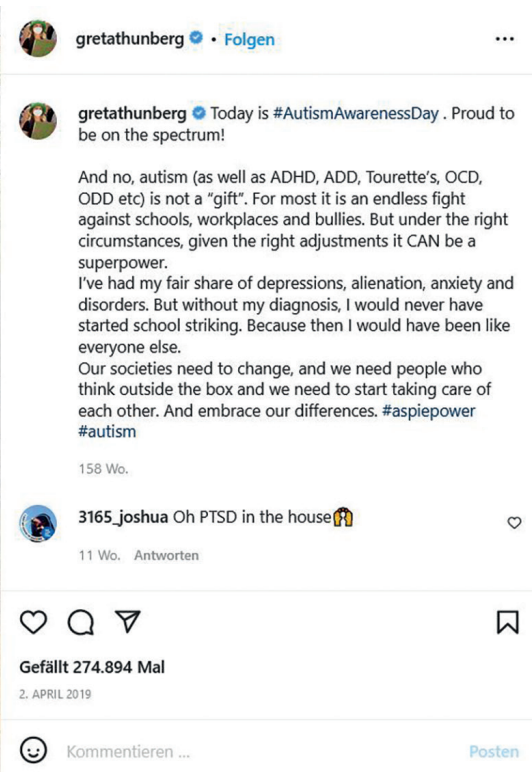 gretathunberg • Folgen
gretathunberg Today is #AutismAwarenessDay . Proud to
be on the spectrum!
And no, autism (as well as ADHD, ADD, Tourette's, OCD,
ODD etc) is not a "gift". For most it is an endless fight
against schools, workplaces and bullies. But under the right
circumstances, given the right adjustments it CAN be a
superpower.
I've had my fair share of depressions, alienation, anxiety and
disorders. But without my diagnosis, I would never have
started school striking. Because then I would have been like
everyone else.
Our societies need to change, and we need people who
think outside the box and we need to start taking care of
each other. And embrace our differences. #aspiepower
#autism
158 Wo.
3165_joshua Oh PTSD in the house🙌
11 Wo. Antworten
Gefällt 274.894 Mal
2. APRIL 2019
Kommentieren ... Posten